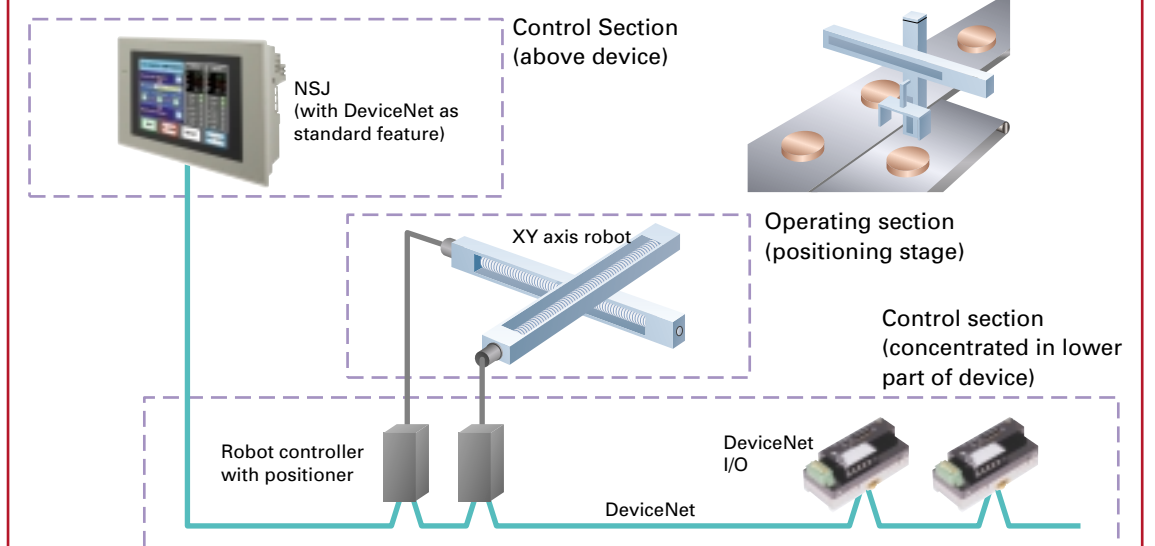 Control Section
(above device)
NSJ
(with DeviceNet as
standard feature)
Operating section
(positioning stage)
XY axis robot
Control section
(concentrated in lower
part of device)
Robot controller
with positioner
DeviceNet
I/O
DeviceNet